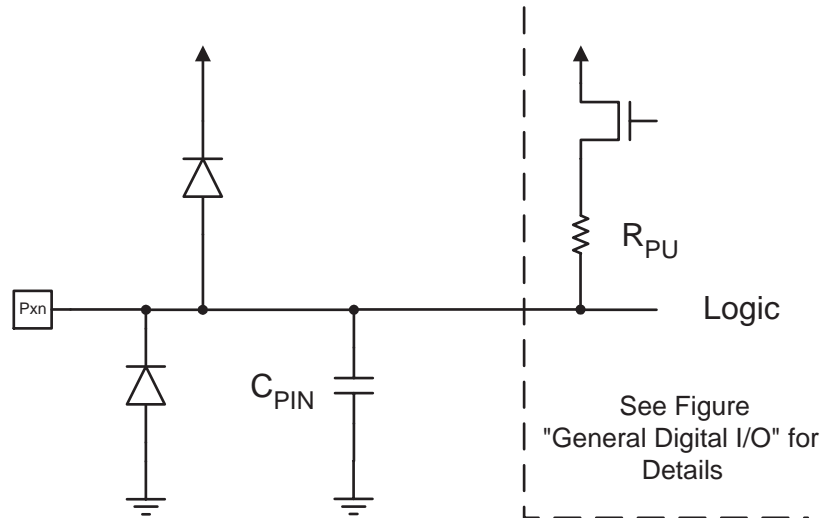 R_PU
Pxn
Logic
C_PIN
See Figure
"General Digital I/O" for
Details